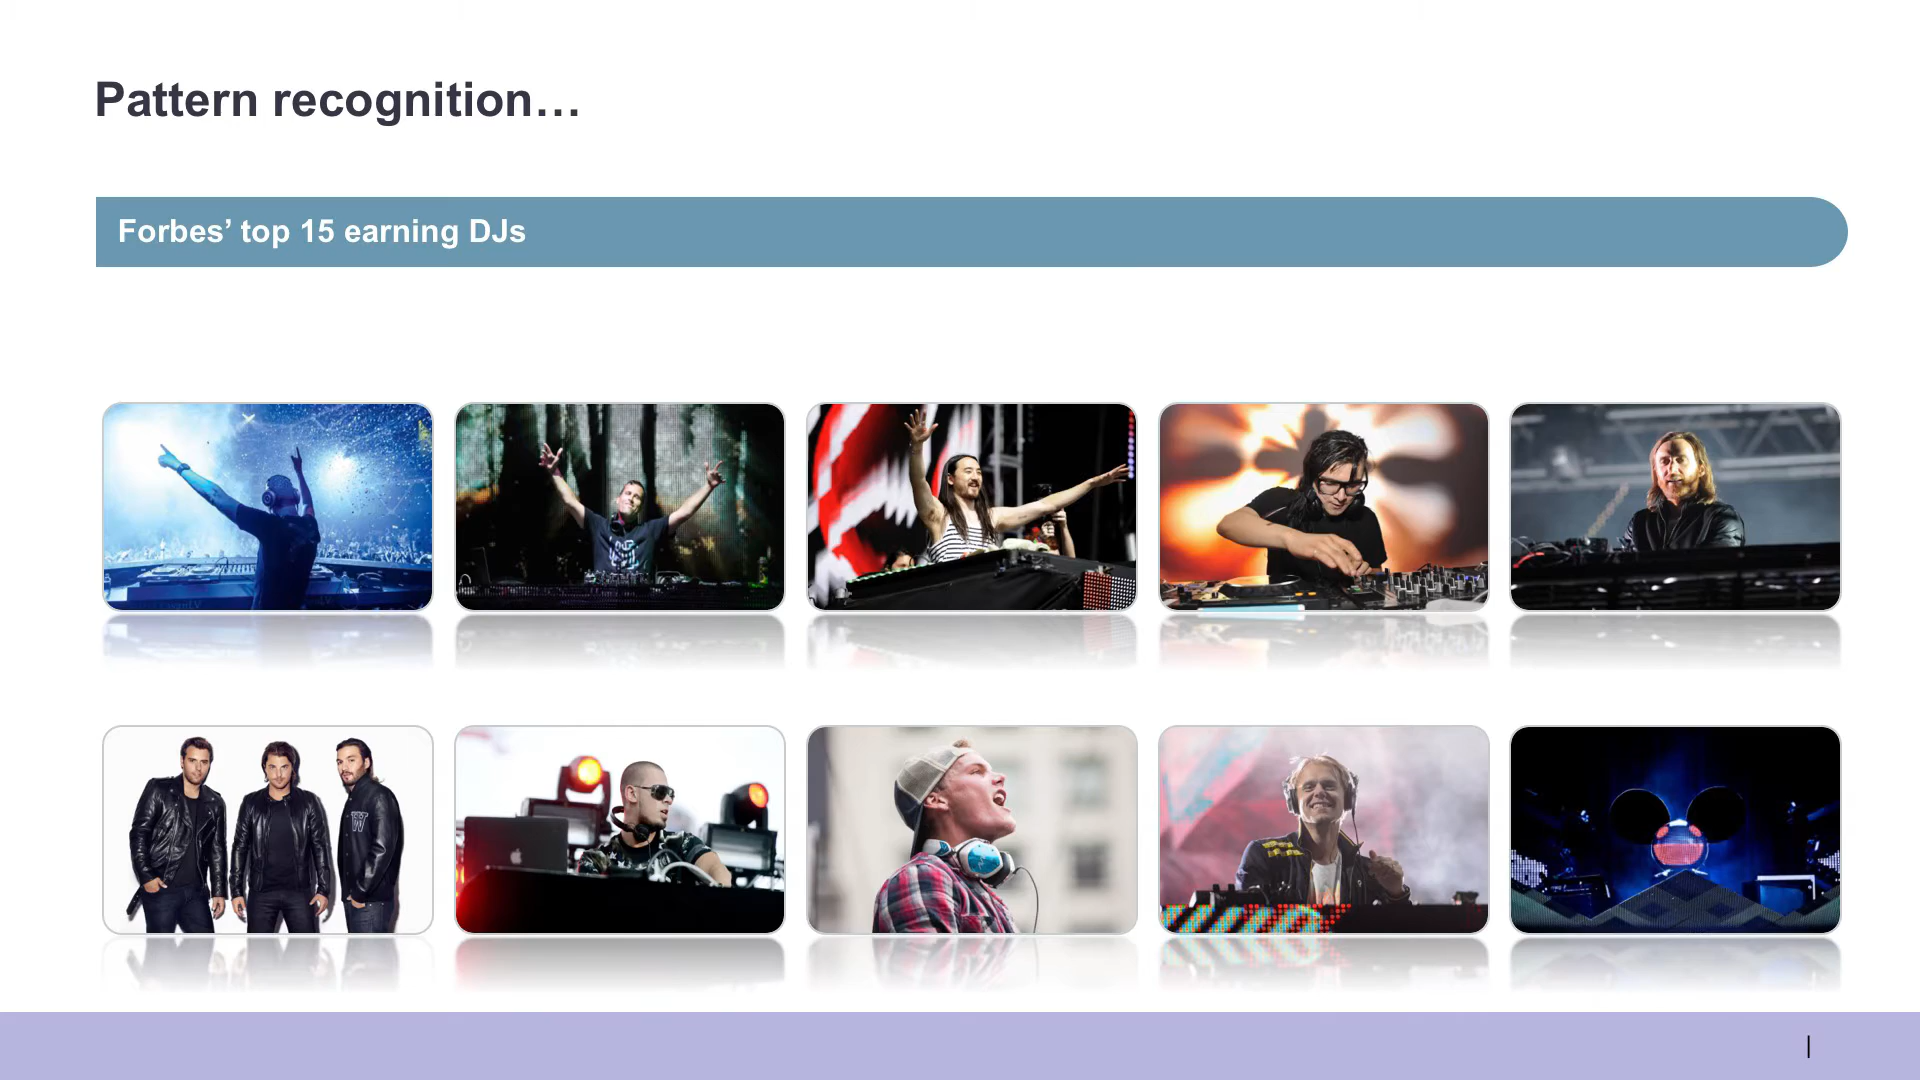 Pattern recognition…
Forbes’ top 15 earning DJs